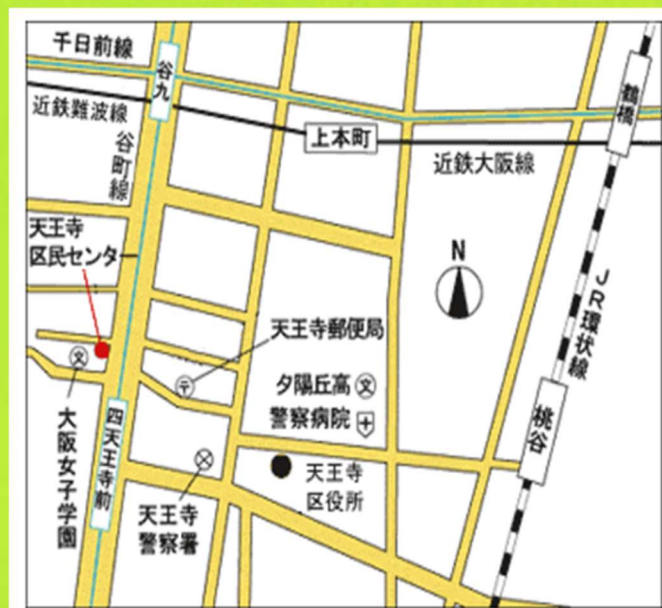 千日前線
谷九
近鉄難波線
谷町線
上本町
近鉄大阪線
鶴橋
天王寺
区民センタ
N
JR環状線
天王寺郵便局
〒
夕陽丘高
文
警察病院
桃谷
文
大阪女子学園
四天王寺前
天王寺
警察署
天王寺
区役所